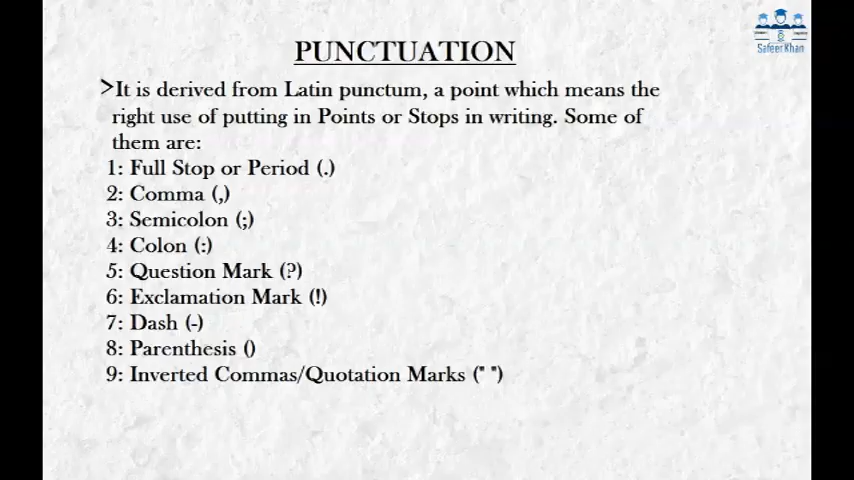 PUNCTUATION
>It is derived from Latin punctum, a point which means the
right use of putting in Points or Stops in writing. Some of
them are:
1: Full Stop or Period (.)
2: Comma (,)
3: Semicolon (;)
4: Colon (:)
5: Question Mark (?)
6: Exclamation Mark (!)
7: Dash (-)
8: Parenthesis ()
9: Inverted Commas/Quotation Marks (" ")
Safeer Khan